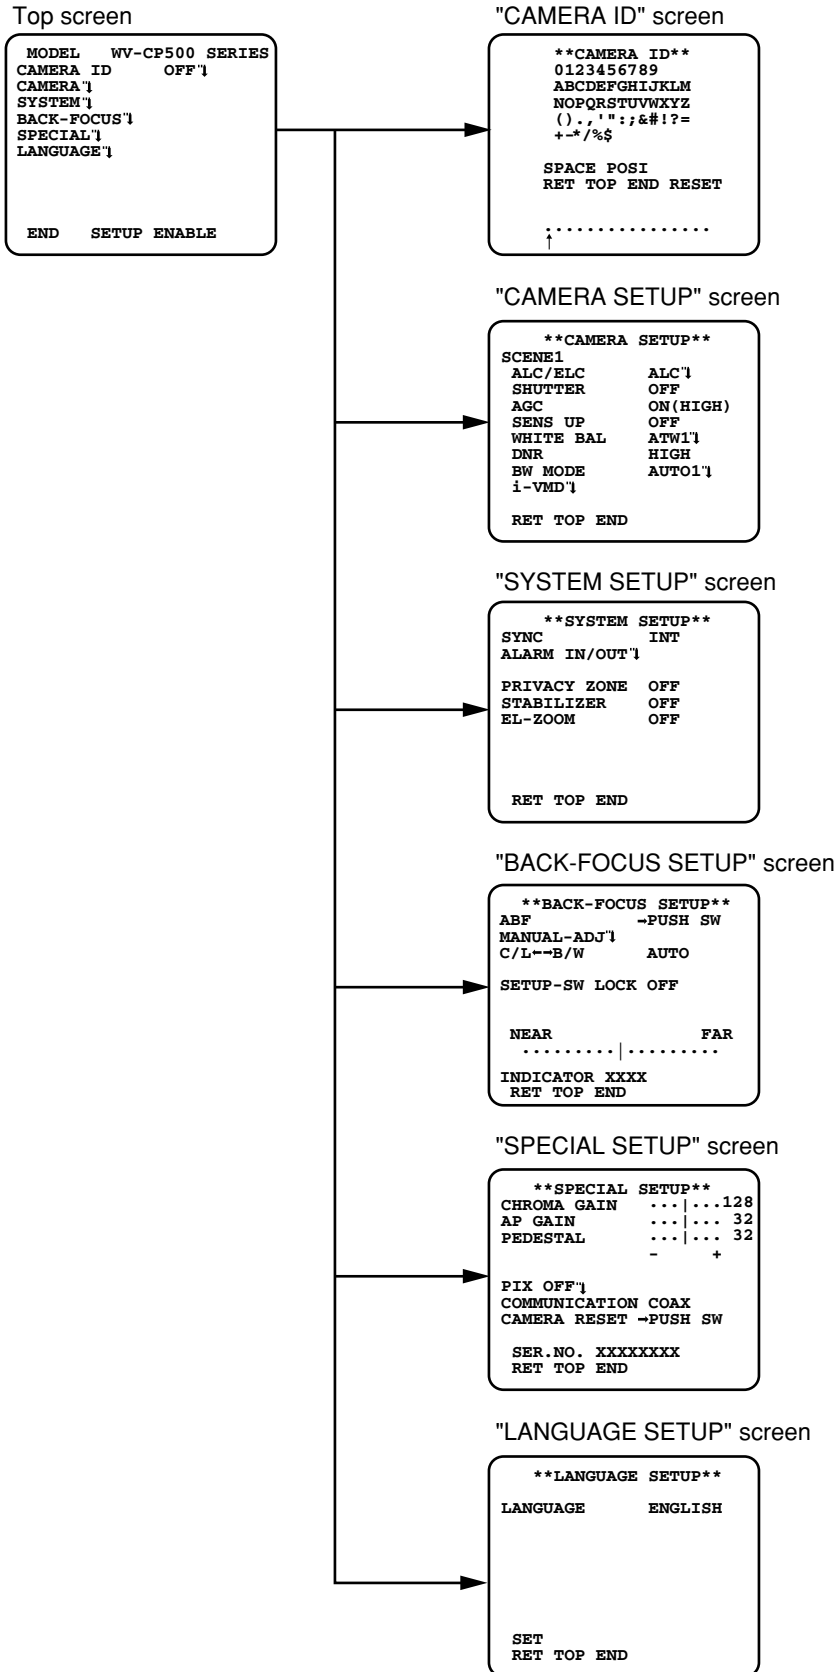 Top screen
MODEL WV-CP500 SERIES
CAMERA ID OFF
CAMERA
SYSTEM
BACK-FOCUS
SPECIAL
LANGUAGE
END SETUP ENABLE
"CAMERA ID" screen
**CAMERA ID**
0123456789
ABCDEFGHIJKLM
NOPQRSTUVWXYZ
().,'":;&#!?=
+-*/%$
SPACE POSI
RET TOP END RESET
................
↑
"CAMERA SETUP" screen
**CAMERA SETUP**
SCENE1
ALC/ELC ALC
SHUTTER OFF
AGC ON(HIGH)
SENS UP OFF
WHITE BAL ATW1
DNR HIGH
BW MODE AUTO1
i-VMD
RET TOP END
"SYSTEM SETUP" screen
**SYSTEM SETUP**
SYNC INT
ALARM IN/OUT
PRIVACY ZONE OFF
STABILIZER OFF
EL-ZOOM OFF
RET TOP END
"BACK-FOCUS SETUP" screen
**BACK-FOCUS SETUP**
ABF →PUSH SW
MANUAL-ADJ
C/L←→B/W AUTO
SETUP-SW LOCK OFF
NEAR FAR
.........|.........
INDICATOR XXXX
RET TOP END
"SPECIAL SETUP" screen
**SPECIAL SETUP**
CHROMA GAIN ...|...128
AP GAIN ...|... 32
PEDESTAL ...|... 32
- +
PIX OFF
COMMUNICATION COAX
CAMERA RESET →PUSH SW
SER.NO. XXXXXXXX
RET TOP END
"LANGUAGE SETUP" screen
**LANGUAGE SETUP**
LANGUAGE ENGLISH
SET
RET TOP END